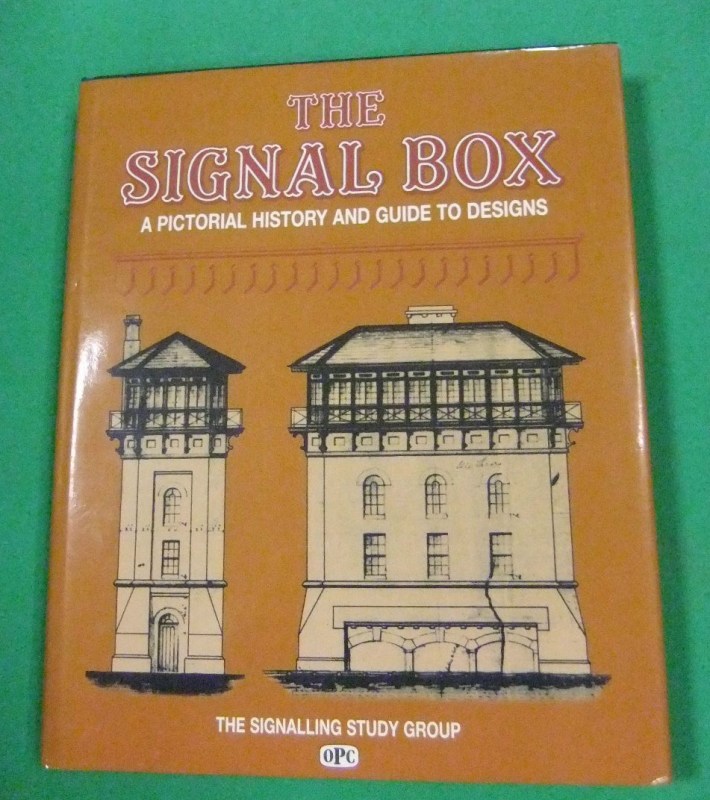 THE
SIGNAL BOX
A PICTORIAL HISTORY AND GUIDE TO DESIGNS
THE SIGNALLING STUDY GROUP
OPC